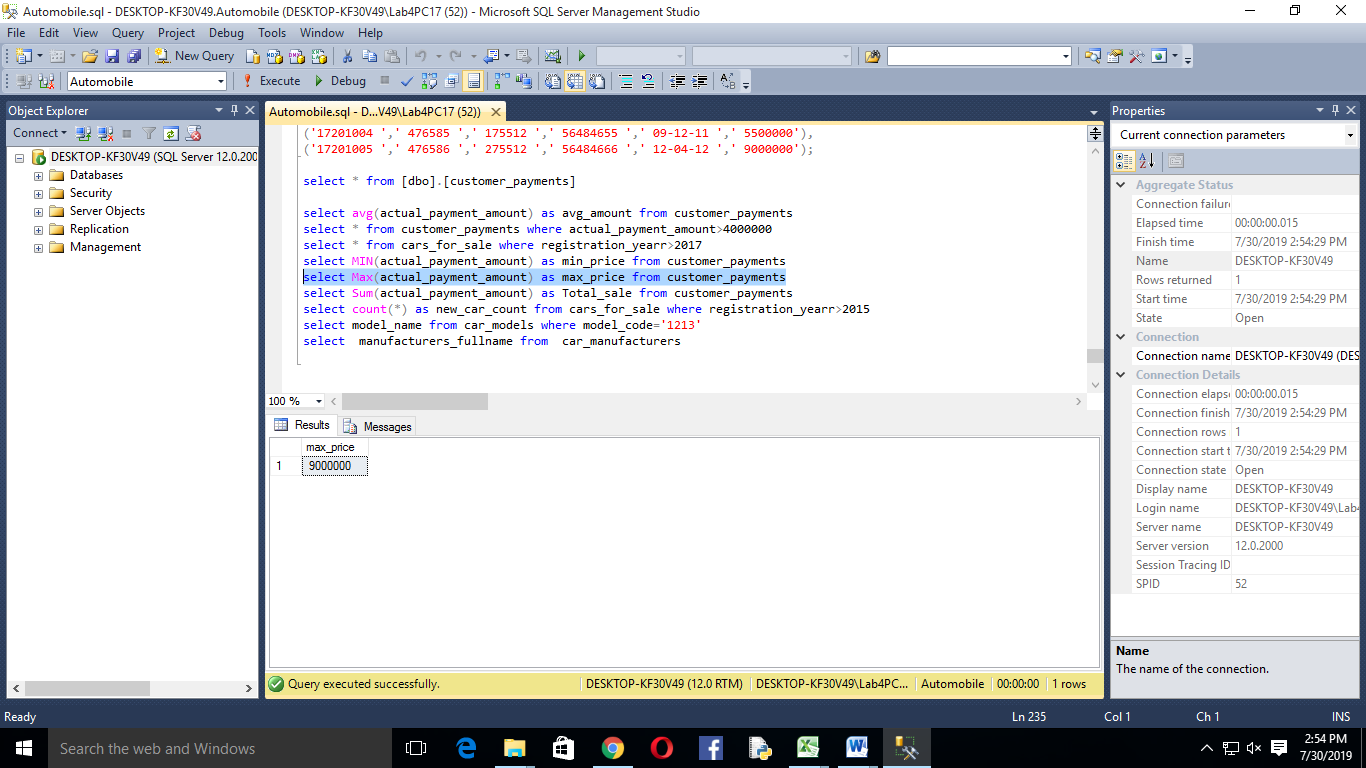 Automobile.sql - DESKTOP-KF30V49.Automobile (DESKTOP-KF30V49\Lab4PC17 (52)) - Microsoft SQL Server Management Studio
File Edit View Query Project Debug Tools Window Help
New Query
Automobile Execute Debug
Object Explorer
Connect
DESKTOP-KF30V49 (SQL Server 12.0.200
Databases
Security
Server Objects
Replication
Management
Automobile.sql - D...V49\Lab4PC17 (52))
('17201004 ',' 476585 ',' 175512 ',' 56484655 ',' 09-12-11 ',' 5500000'),
('17201005 ',' 476586 ',' 275512 ',' 56484666 ',' 12-04-12 ',' 9000000');
select * from [dbo].[customer_payments]
select avg(actual_payment_amount) as avg_amount from customer_payments
select * from customer_payments where actual_payment_amount>4000000
select * from cars_for_sale where registration_yearr>2017
select MIN(actual_payment_amount) as min_price from customer_payments
select Max(actual_payment_amount) as max_price from customer_payments
select Sum(actual_payment_amount) as Total_sale from customer_payments
select count(*) as new_car_count from cars_for_sale where registration_yearr>2015
select model_name from car_models where model_code='1213'
select  manufacturers_fullname from  car_manufacturers
100 %
Results Messages
max_price
1 9000000
Query executed successfully. DESKTOP-KF30V49 (12.0 RTM) DESKTOP-KF30V49\Lab4PC... Automobile 00:00:00 1 rows
Properties
Current connection parameters
Aggregate Status
Connection failure
Elapsed time 00:00:00.015
Finish time 7/30/2019 2:54:29 PM
Name DESKTOP-KF30V49
Rows returned 1
Start time 7/30/2019 2:54:29 PM
State Open
Connection
Connection name DESKTOP-KF30V49 (DES
Connection Details
Connection elapse 00:00:00.015
Connection finish 7/30/2019 2:54:29 PM
Connection rows 1
Connection start t 7/30/2019 2:54:29 PM
Connection state Open
Display name DESKTOP-KF30V49
Login name DESKTOP-KF30V49\Lab4
Server name DESKTOP-KF30V49
Server version 12.0.2000
Session Tracing ID
SPID 52
Name
The name of the connection.
Ready Ln 235 Col 1 Ch 1 INS
Search the web and Windows
2:54 PM
7/30/2019